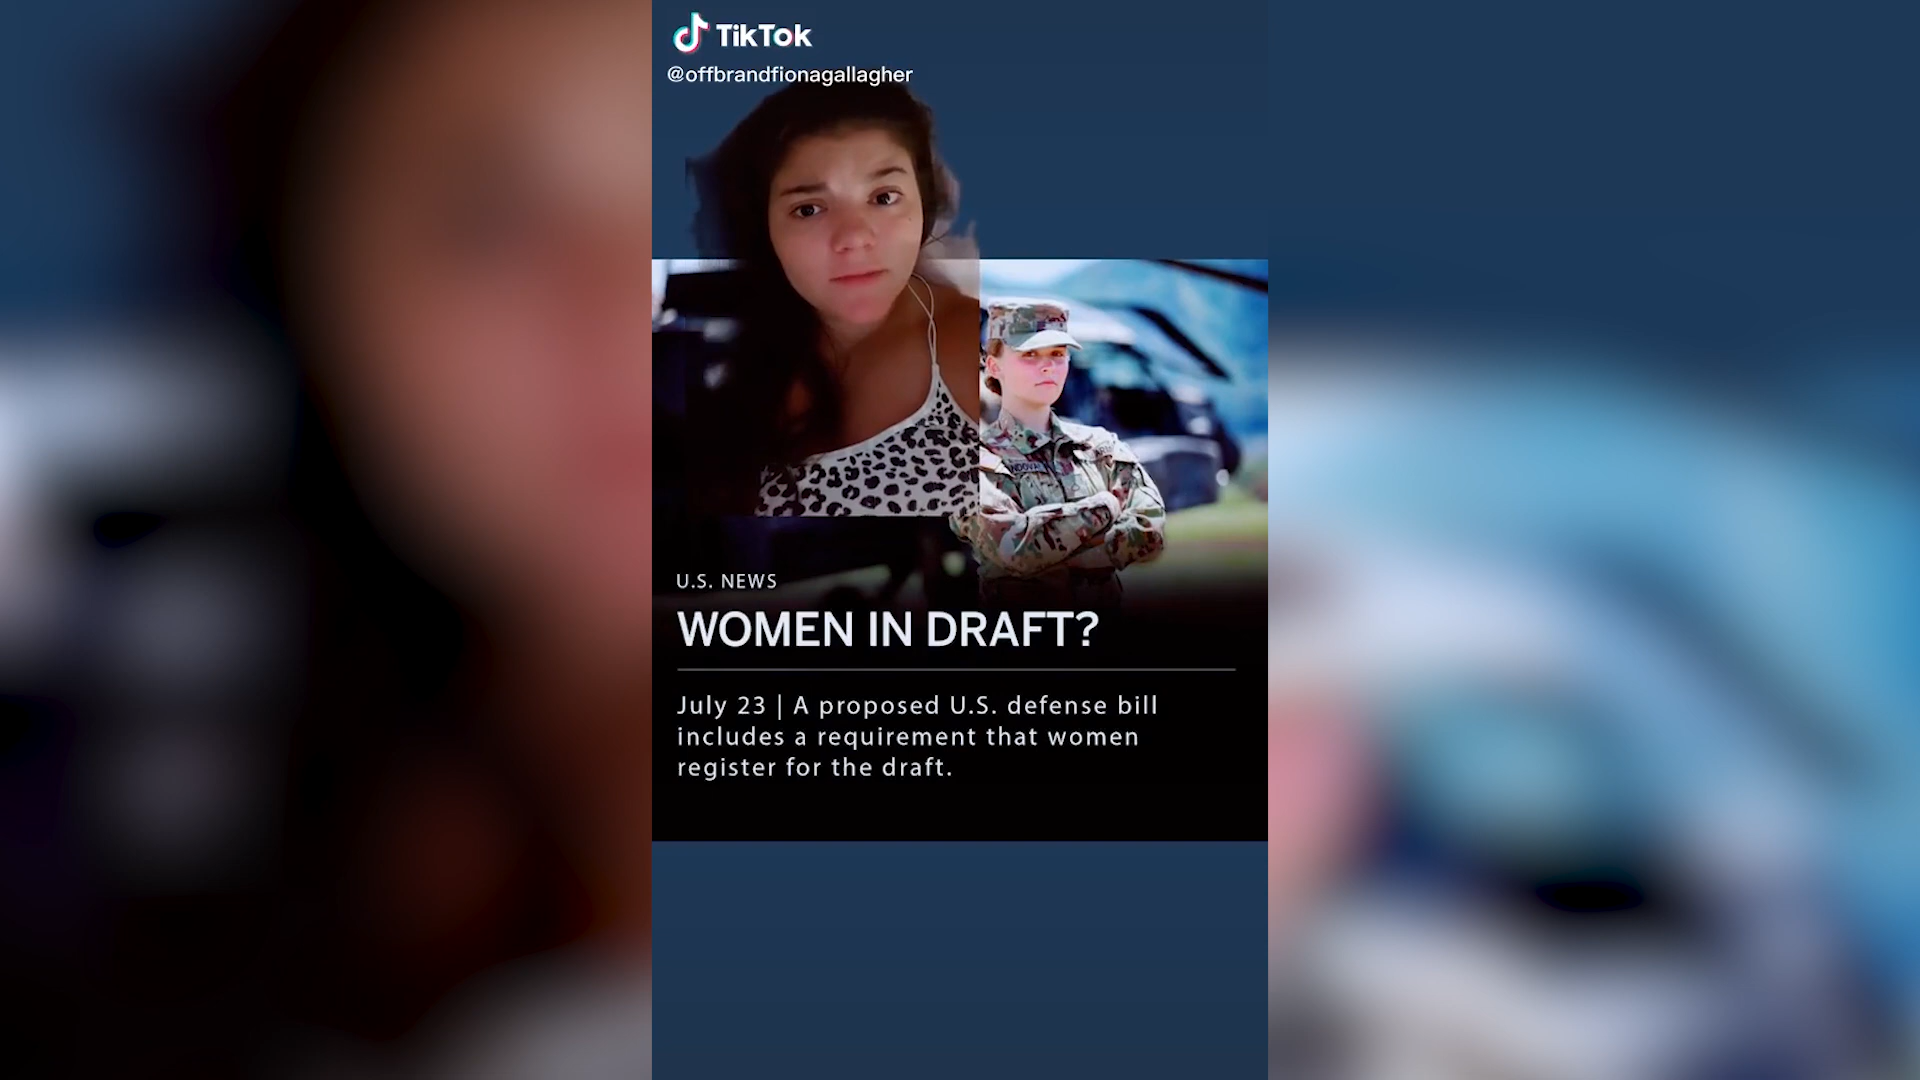 TikTok
@offbrandfionagallagher
U.S. NEWS
WOMEN IN DRAFT?
July 23 | A proposed U.S. defense bill
includes a requirement that women
register for the draft.